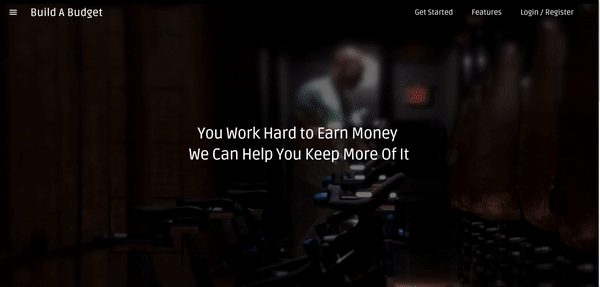 Build A Budget
Get Started
Features
Login / Register
You Work Hard to Earn Money
We Can Help You Keep More Of It